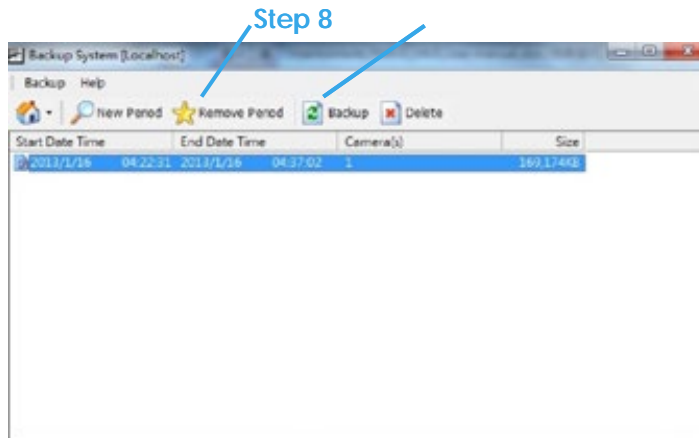 Step 8
Backup System [Localhost]
Backup Help
New Period Remove Period Backup Delete
Start Date Time End Date Time Camera(s) Size
2013/1/16 04:22:31 2013/1/16 04:37:02 1 169,174KB